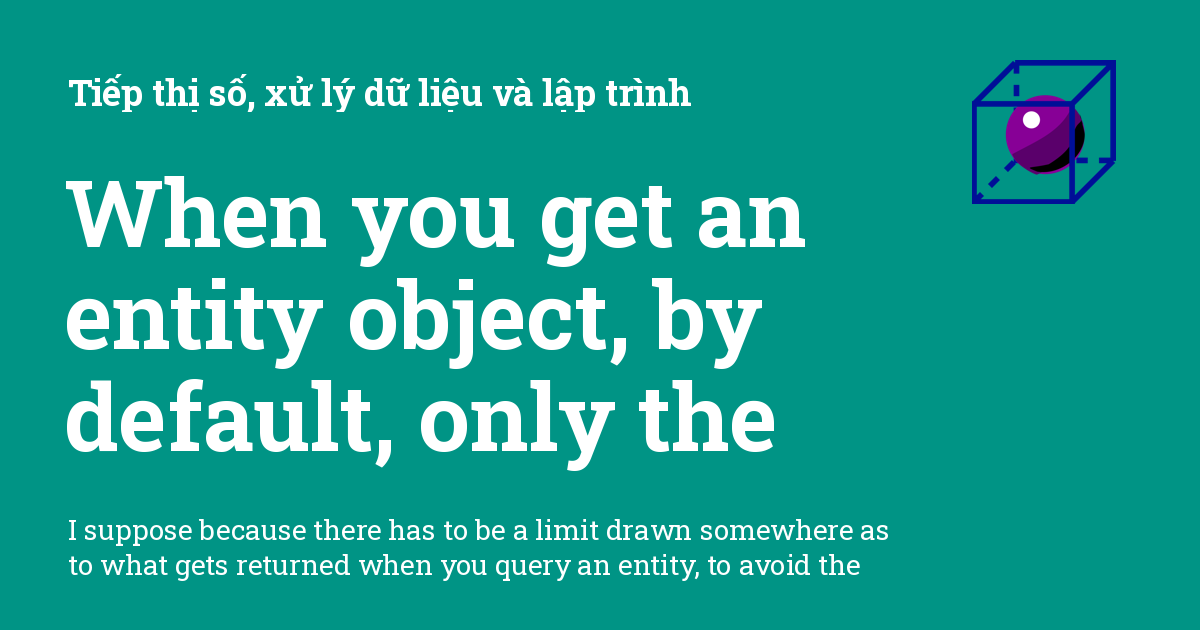 Tiếp thị số, xử lý dữ liệu và lập trình
When you get an
entity object, by
default, only the
I suppose because there has to be a limit drawn somewhere as
to what gets returned when you query an entity, to avoid the